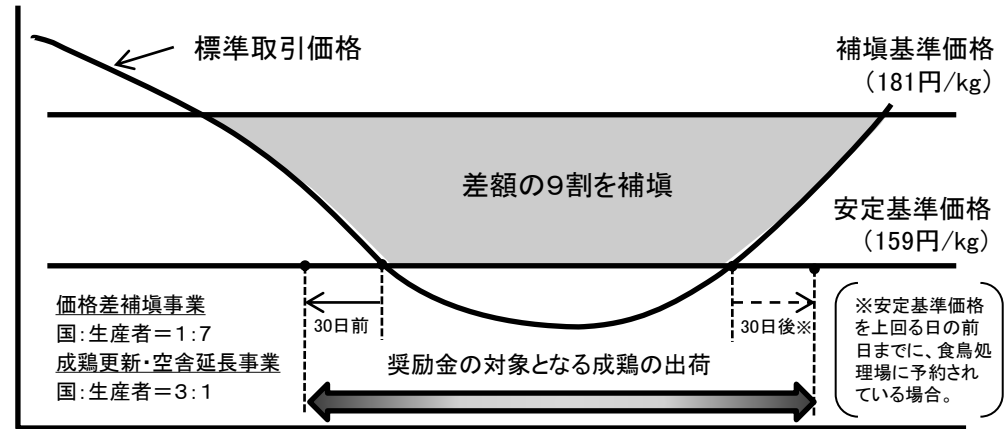 標準取引価格
補塡基準価格
(181円/kg)
差額の9割を補塡
安定基準価格
(159円/kg)
価格差補塡事業
国:生産者=1:7
成鶏更新・空舎延長事業
国:生産者=3:1
30日前
30日後※
奨励金の対象となる成鶏の出荷
※安定基準価格
を上回る日の前
日までに、食鳥処
理場に予約され
ている場合。